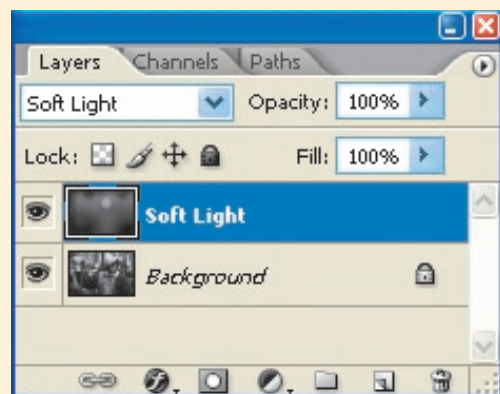 Layers Channels Paths
Soft Light Opacity: 100%
Lock: Fill: 100%
Soft Light
Background